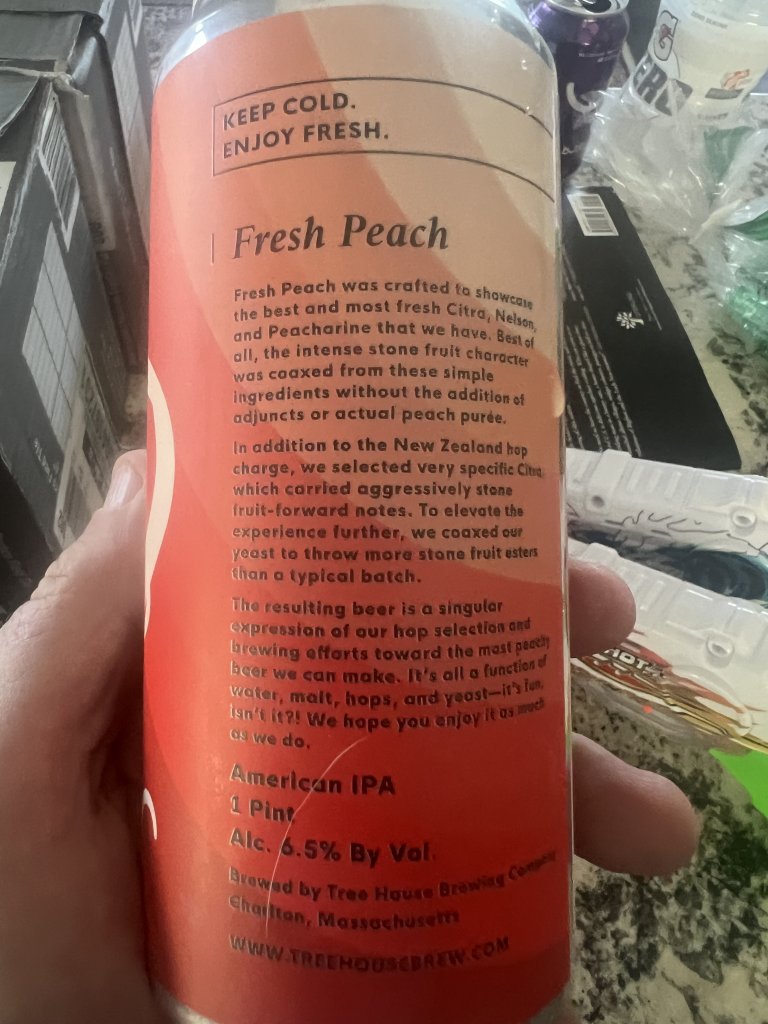 KEEP COLD.
ENJOY FRESH.
Fresh Peach
Fresh Peach was crafted to showcase
the best and most fresh Citra, Nelson,
and Peacharine that we have. Best of
all, the intense stone fruit character
was coaxed from these simple
ingredients without the addition of
adjuncts or actual peach purée.
In addition to the New Zealand hop
charge, we selected very specific Citra
which carried aggressively stone
fruit-forward notes. To elevate the
experience further, we coaxed our
yeast to throw more stone fruit esters
than a typical batch.
The resulting beer is a singular
expression of our hop selection and
brewing efforts toward the most peachy
beer we can make. It's all a function of
water, malt, hops, and yeast—it's fun,
isn't it?! We hope you enjoy it as much
as we do.
American IPA
1 Pint
Alc. 6.5% By Vol.
Brewed by Tree House Brewing Company
Charlton, Massachusetts
WWW.TREEHOUSEBREW.COM